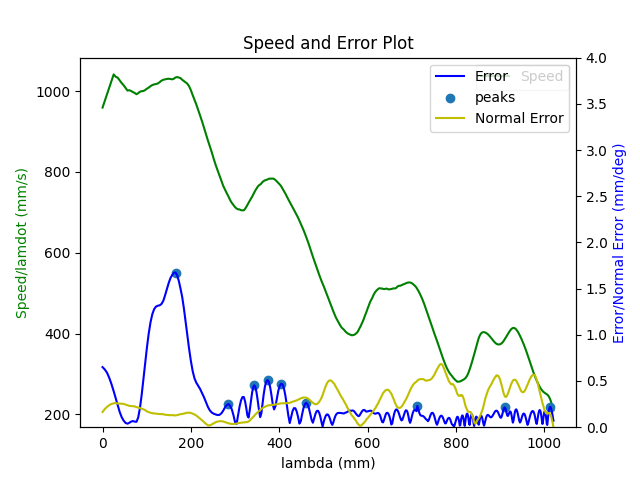 Speed and Error Plot
Speed/lamdot (mm/s)
1000
800
600
400
200
Error
Speed
peaks
Normal Error
4.0
3.5
3.0
2.5
2.0
1.5
1.0
0.5
0.0
Error/Normal Error (mm/deg)
0 200 400 600 800 1000
lambda (mm)